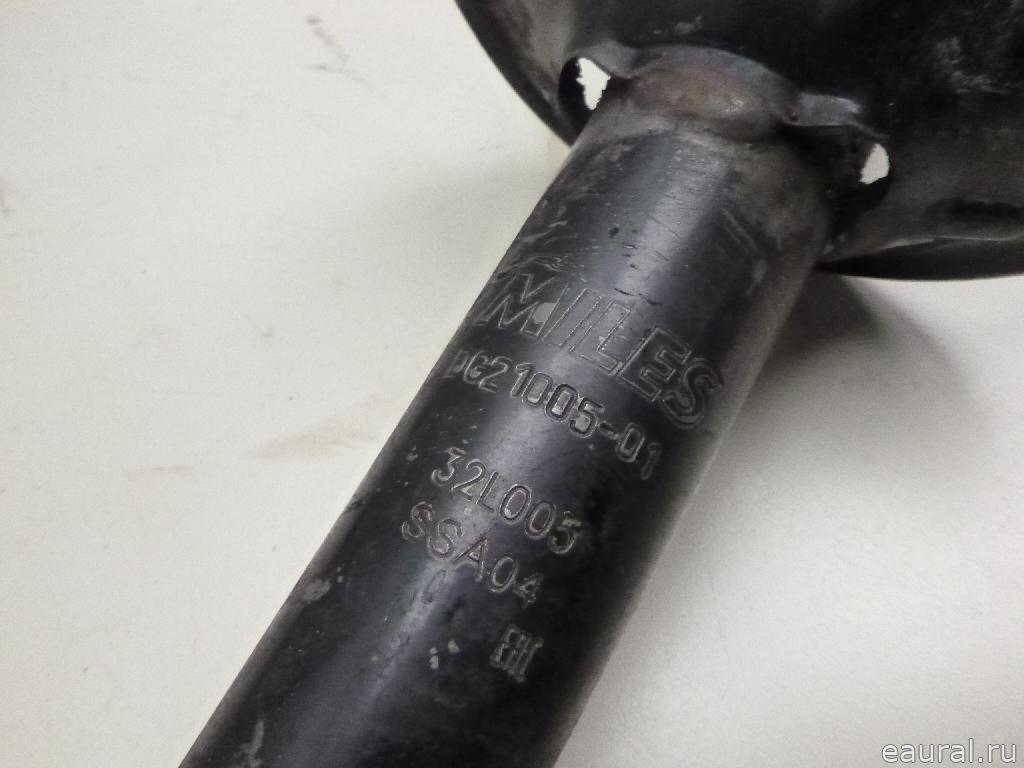 MILES
DG21005-01
32L005
SSA04
EAC
eaural.ru